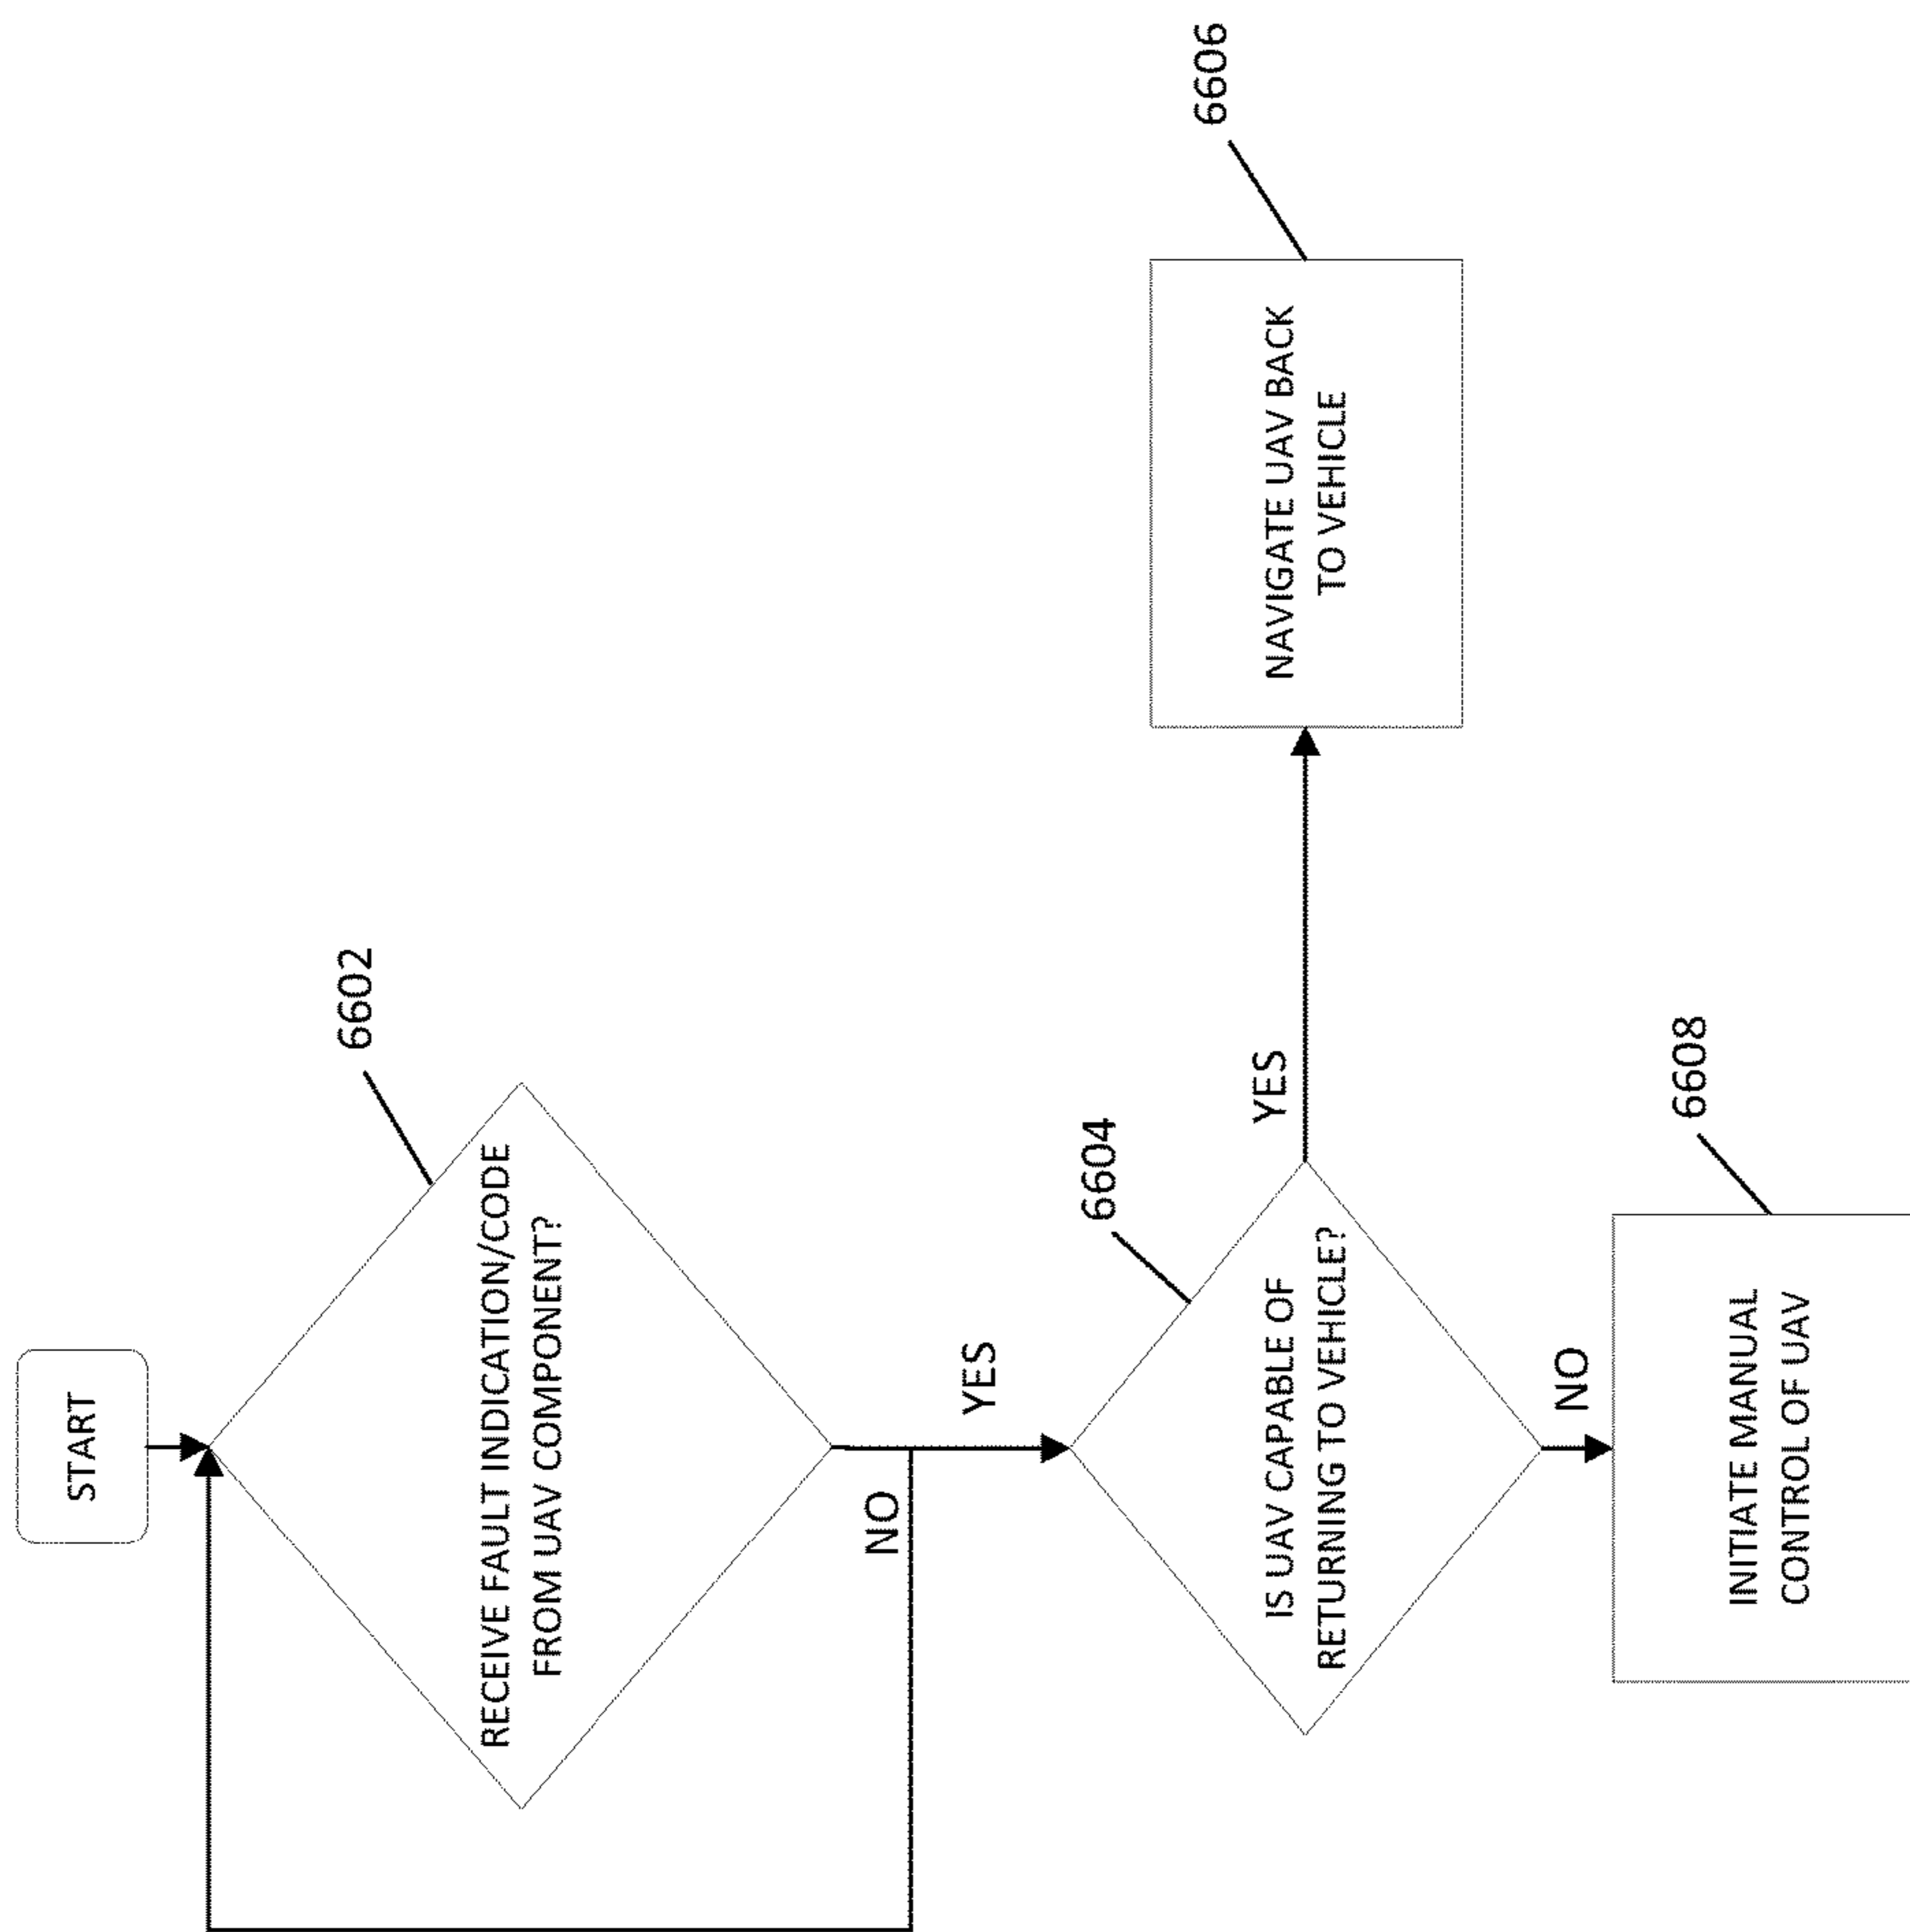 START
6602
RECEIVE FAULT INDICATION/CODE
FROM UAV COMPONENT?
NO
YES
6604
IS UAV CAPABLE OF
RETURNING TO VEHICLE?
YES
6606
NAVIGATE UAV BACK
TO VEHICLE
NO
6608
INITIATE MANUAL
CONTROL OF UAV